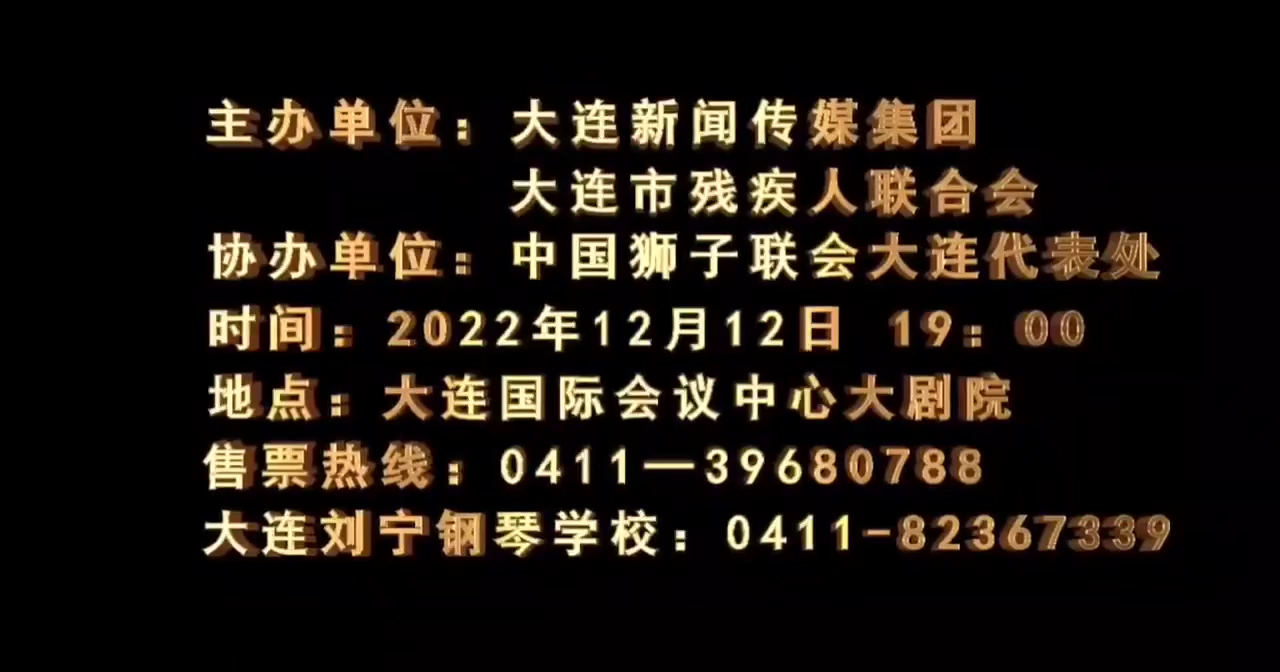 主办单位：大连新闻传媒集团
大连市残疾人联合会
协办单位：中国狮子联会大连代表处
时间：2022年12月12日 19：00
地点：大连国际会议中心大剧院
售票热线：0411—39680788
大连刘宁钢琴学校：0411-82367339